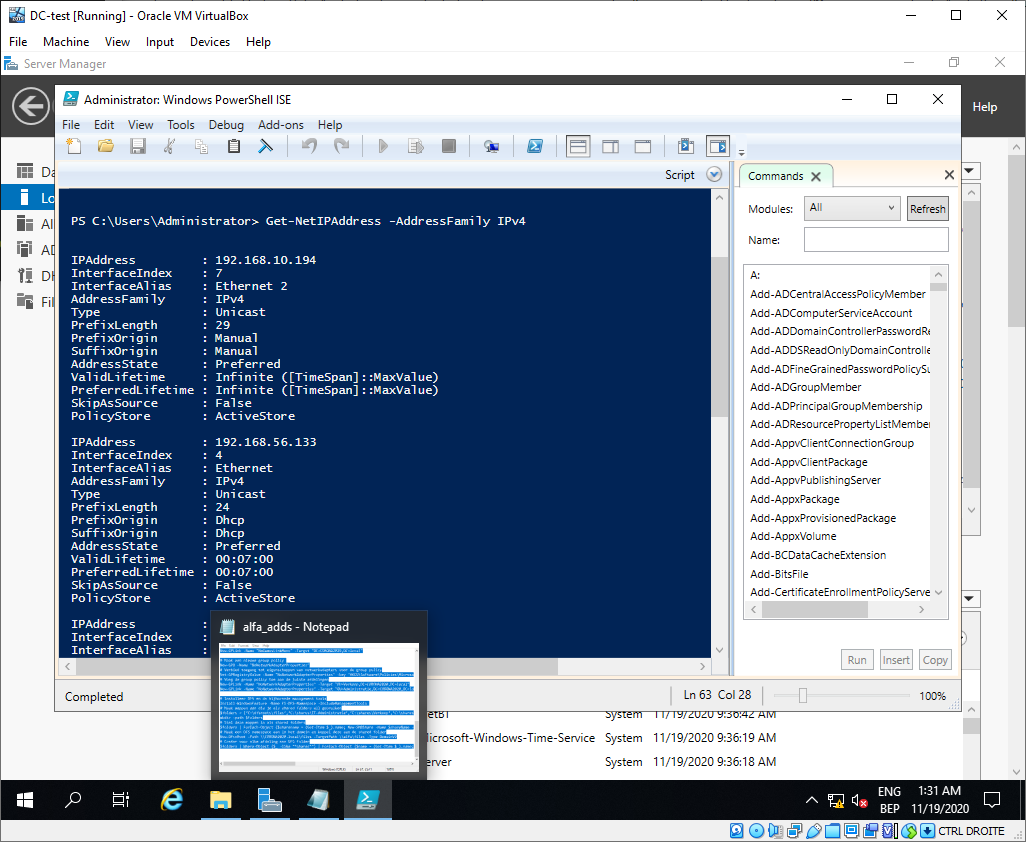 DC-test [Running] - Oracle VM VirtualBox
File Machine View Input Devices Help
Server Manager
Administrator: Windows PowerShell ISE
Help
File Edit View Tools Debug Add-ons Help
Script
Commands
PS C:\Users\Administrator> Get-NetIPAddress -AddressFamily IPv4
Modules: All Refresh
Name:
IPAddress : 192.168.10.194
InterfaceIndex : 7
InterfaceAlias : Ethernet 2
AddressFamily : IPv4
Type : Unicast
PrefixLength : 29
PrefixOrigin : Manual
SuffixOrigin : Manual
AddressState : Preferred
ValidLifetime : Infinite ([TimeSpan]::MaxValue)
PreferredLifetime : Infinite ([TimeSpan]::MaxValue)
SkipAsSource : False
PolicyStore : ActiveStore
IPAddress : 192.168.56.133
InterfaceIndex : 4
InterfaceAlias : Ethernet
AddressFamily : IPv4
Type : Unicast
PrefixLength : 24
PrefixOrigin : Dhcp
SuffixOrigin : Dhcp
AddressState : Preferred
ValidLifetime : 00:07:00
PreferredLifetime : 00:07:00
SkipAsSource : False
PolicyStore : ActiveStore
IPAddress :
InterfaceIndex :
InterfaceAlias :
Da
Lo
Al
AD
DH
Fil
A:
Add-ADCentralAccessPolicyMember
Add-ADComputerServiceAccount
Add-ADDomainControllerPasswordRe
Add-ADDSReadOnlyDomainControlle
Add-ADFineGrainedPasswordPolicySu
Add-ADGroupMember
Add-ADPrincipalGroupMembership
Add-ADResourcePropertyListMember
Add-AppvClientConnectionGroup
Add-AppvClientPackage
Add-AppvPublishingServer
Add-AppxPackage
Add-AppxProvisionedPackage
Add-AppxVolume
Add-BCDataCacheExtension
Add-BitsFile
Add-CertificateEnrollmentPolicyServe
Run Insert Copy
alfa_adds - Notepad
Completed
Ln 63 Col 28
100%
etBT System 11/19/2020 9:36:42 AM
licrosoft-Windows-Time-Service System 11/19/2020 9:36:19 AM
erver System 11/19/2020 9:36:18 AM
ENG
BEP
1:31 AM
11/19/2020
CTRL DROITE